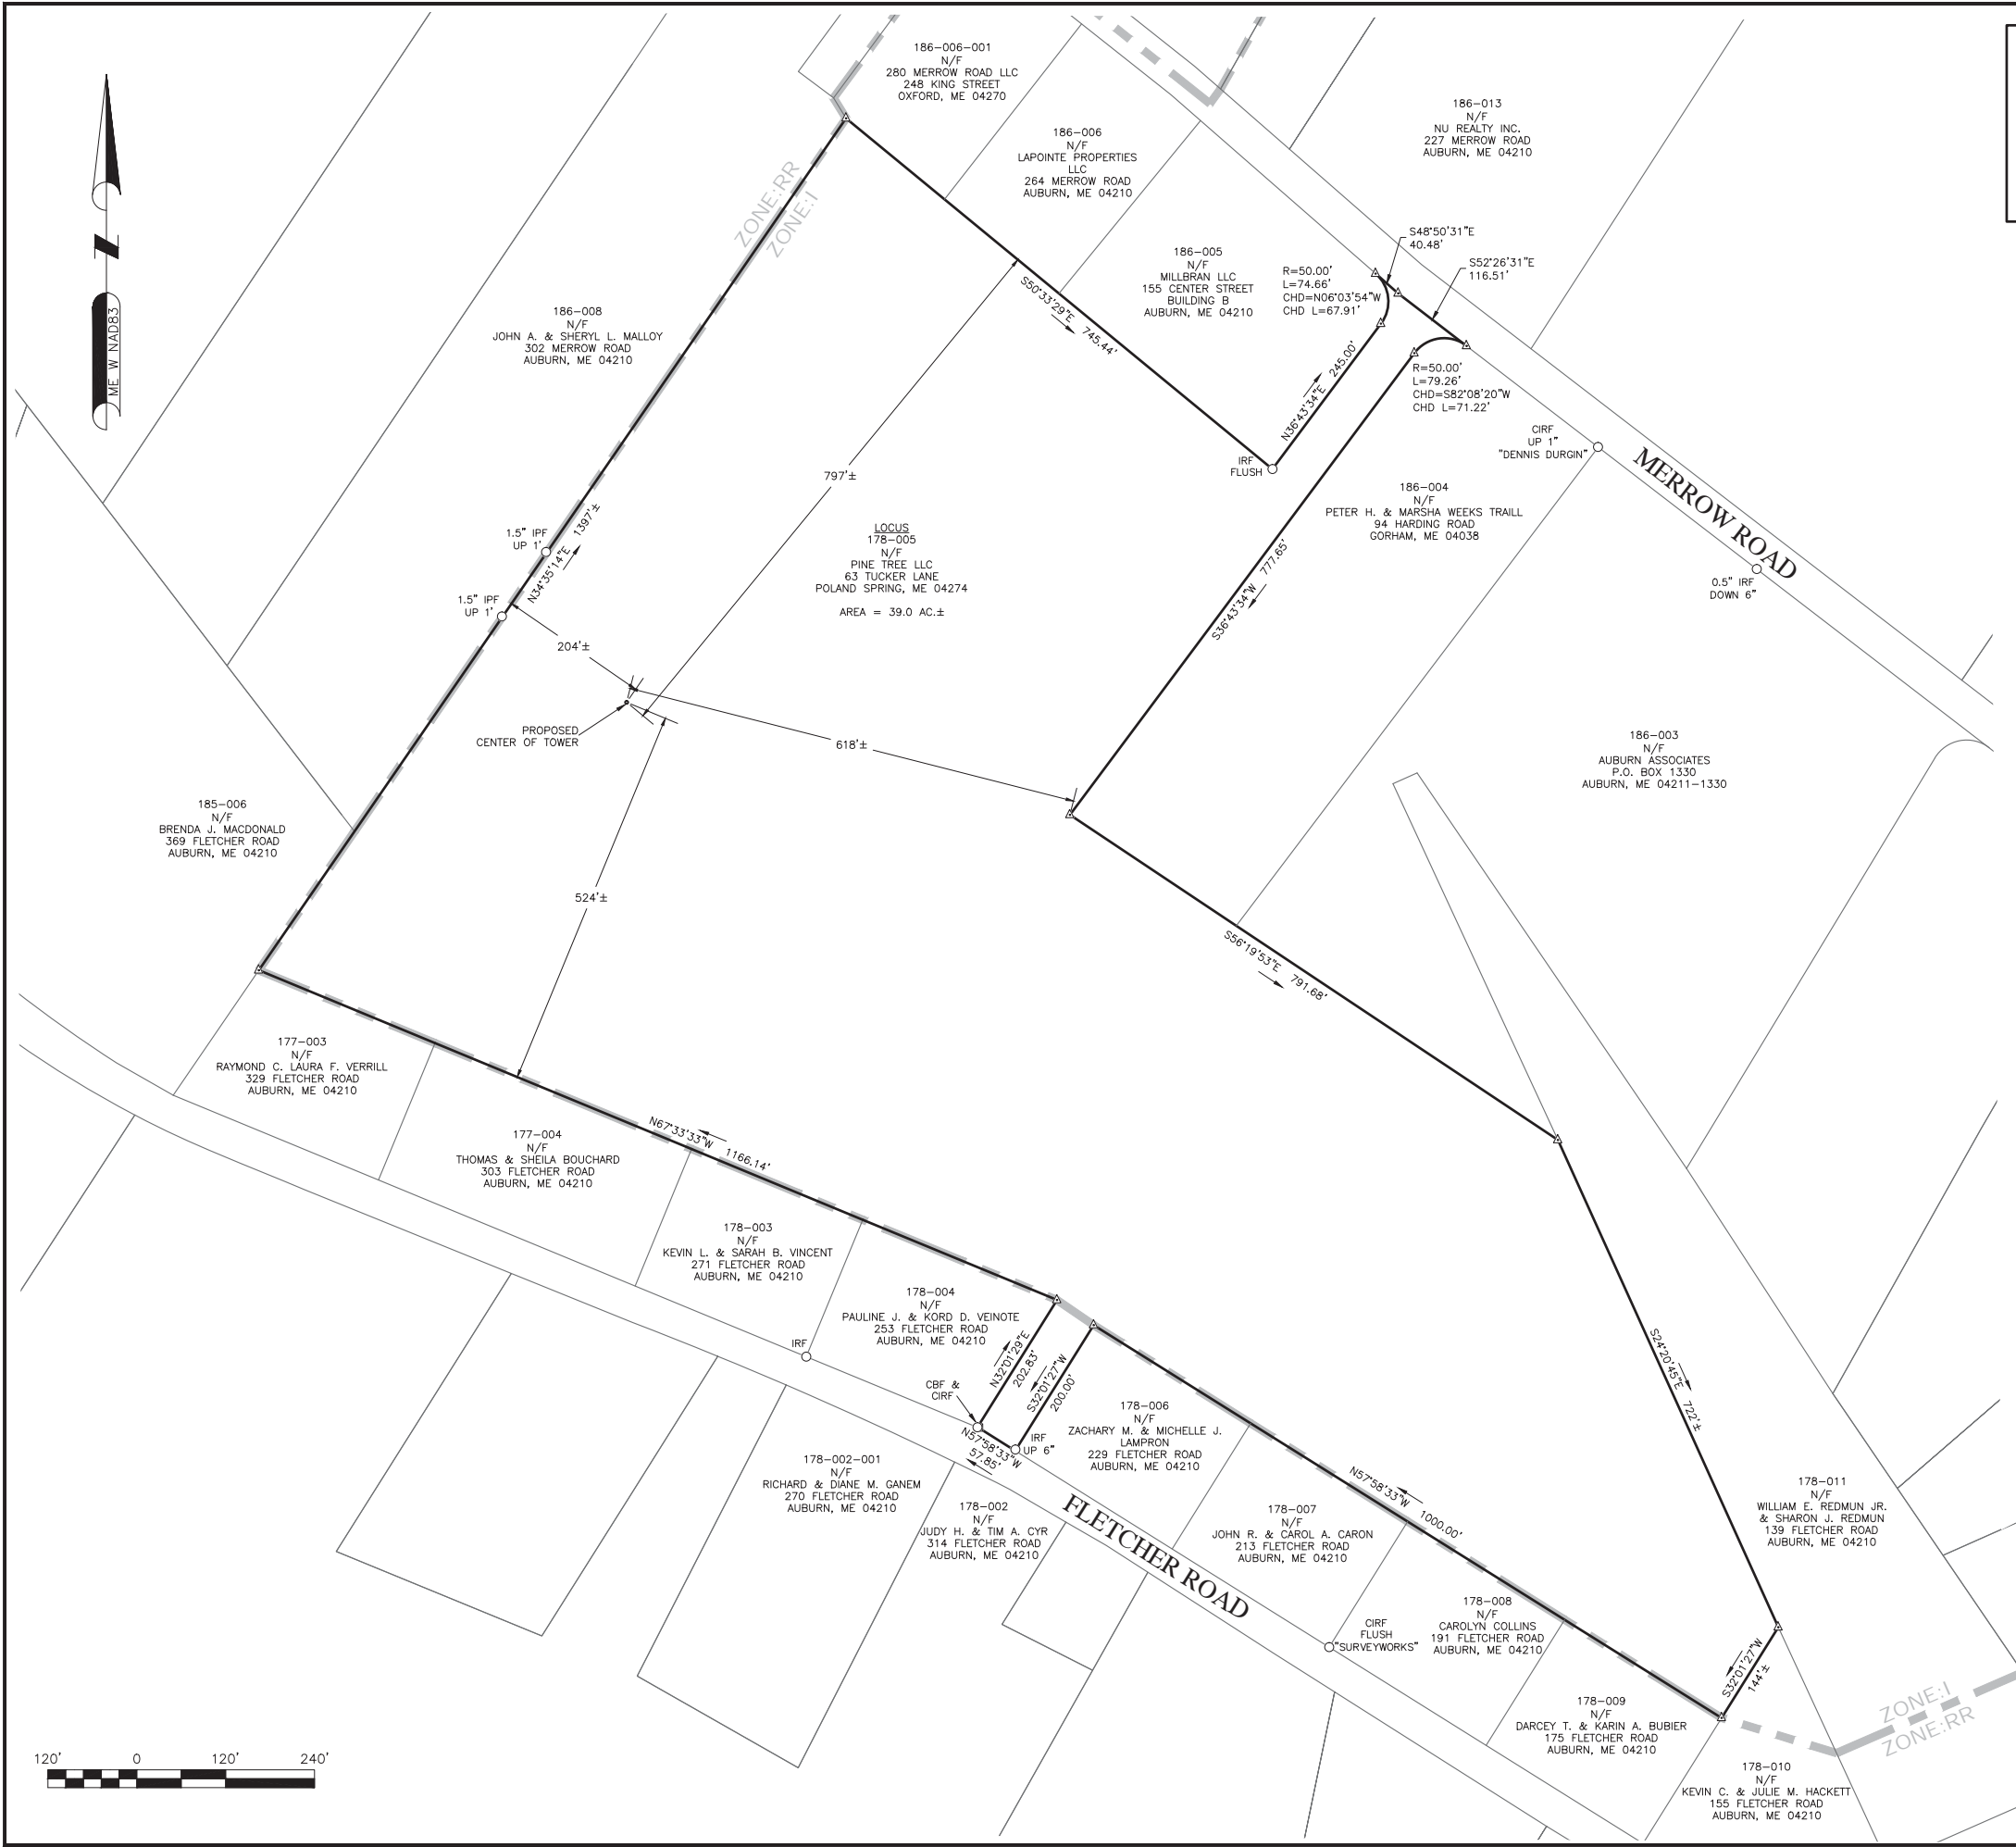 186-006-001
N/F
280 MERROW ROAD LLC
248 KING STREET
OXFORD, ME 04270
186-006
N/F
LAPOINTE PROPERTIES
LLC
264 MERROW ROAD
AUBURN, ME 04210
186-013
N/F
NU REALTY INC.
227 MERROW ROAD
AUBURN, ME 04210
N
ME W NAD83
ZONE:RR
ZONE:I
186-005
N/F
MILLBRAN LLC
155 CENTER STREET
BUILDING B
AUBURN, ME 04210
R=50.00'
L=74.66'
CHD=N06°03'54"W
CHD L=67.91'
S48°50'31"E
40.48'
S52°26'31"E
116.51'
186-008
N/F
JOHN A. & SHERYL L. MALLOY
302 MERROW ROAD
AUBURN, ME 04210
S50°33'29"E 745.44'
N36°43'34"E 245.00'
R=50.00'
L=79.26'
CHD=S82°08'20"W
CHD L=71.22'
IRF
FLUSH
CIRF
UP 1"
"DENNIS DURGIN"
MERROW ROAD
797'±
186-004
N/F
PETER H. & MARSHA WEEKS TRAILL
94 HARDING ROAD
GORHAM, ME 04038
0.5" IRF
DOWN 6"
1.5" IPF
UP 1'
N34°35'14"E 1397'±
1.5" IPF
UP 1'
LOCUS
178-005
N/F
PINE TREE LLC
63 TUCKER LANE
POLAND SPRING, ME 04274
AREA = 39.0 AC.±
S36°43'34"W 777.65'
204'±
PROPOSED
CENTER OF TOWER
618'±
186-003
N/F
AUBURN ASSOCIATES
P.O. BOX 1330
AUBURN, ME 04211-1330
185-006
N/F
BRENDA J. MACDONALD
369 FLETCHER ROAD
AUBURN, ME 04210
524'±
S56°19'53"E 791.68'
177-003
N/F
RAYMOND C. LAURA F. VERRILL
329 FLETCHER ROAD
AUBURN, ME 04210
N67°33'33"W 1166.14'
177-004
N/F
THOMAS & SHEILA BOUCHARD
303 FLETCHER ROAD
AUBURN, ME 04210
178-003
N/F
KEVIN L. & SARAH B. VINCENT
271 FLETCHER ROAD
AUBURN, ME 04210
178-004
N/F
PAULINE J. & KORD D. VEINOTE
253 FLETCHER ROAD
AUBURN, ME 04210
IRF
CBF &
CIRF
N32°01'29"E
202.83'
S32°01'27"W
200.00'
IRF
UP 6"
N57°58'33"W
57.85'
S24°20'45"E 722'±
178-006
N/F
ZACHARY M. & MICHELLE J.
LAMPRON
229 FLETCHER ROAD
AUBURN, ME 04210
178-002-001
N/F
RICHARD & DIANE M. GANEM
270 FLETCHER ROAD
AUBURN, ME 04210
178-002
N/F
JUDY H. & TIM A. CYR
314 FLETCHER ROAD
AUBURN, ME 04210
FLETCHER ROAD
N57°58'33"W 1000.00'
178-007
N/F
JOHN R. & CAROL A. CARON
213 FLETCHER ROAD
AUBURN, ME 04210
178-011
N/F
WILLIAM E. REDMUN JR.
& SHARON J. REDMUN
139 FLETCHER ROAD
AUBURN, ME 04210
178-008
N/F
CAROLYN COLLINS
191 FLETCHER ROAD
AUBURN, ME 04210
CIRF
FLUSH
"SURVEYWORKS"
S32°01'27"W
144'±
178-009
N/F
DARCEY T. & KARIN A. BUBIER
175 FLETCHER ROAD
AUBURN, ME 04210
ZONE:I
ZONE:RR
178-010
N/F
KEVIN C. & JULIE M. HACKETT
155 FLETCHER ROAD
AUBURN, ME 04210
120' 0 120' 240'